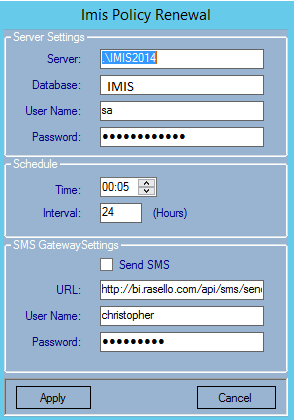 Imis Policy Renewal
Server Settings
Server: .\IMIS2014
Database: IMIS
User Name: sa
Password: ●●●●●●●●●●●●
Schedule
Time: 00:05
Interval: 24 (Hours)
SMS GatewaySettings
Send SMS
URL: http://bi.rasello.com/api/sms/send
User Name: christopher
Password: ●●●●●●●●●
Apply Cancel